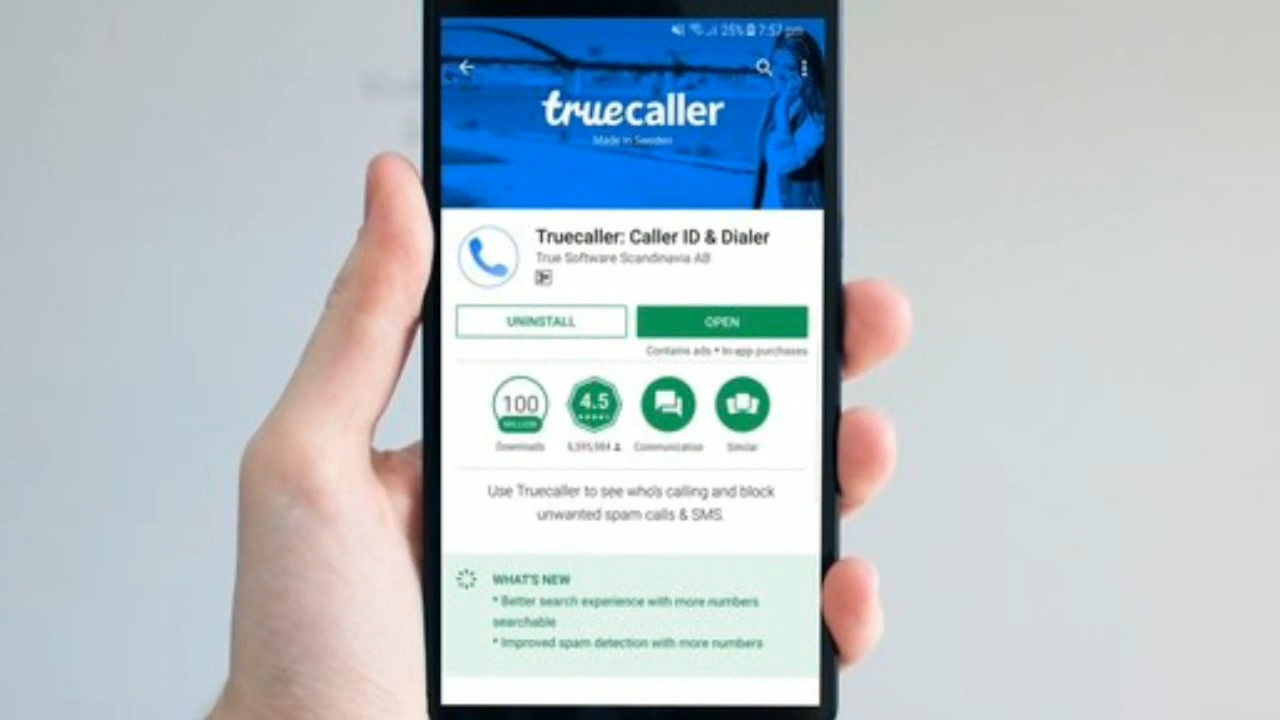 25% 7:57 pm
truecaller
Made in Sweden
Truecaller: Caller ID & Dialer
True Software Scandinavia AB
3+
UNINSTALL
OPEN
Contains ads • In-app purchases
100
MILLION
4.5
Downloads
Communication
Similar
Use Truecaller to see who's calling and block
unwanted spam calls & SMS.
WHAT'S NEW
* Better search experience with more numbers
searchable
* Improved spam detection with more numbers